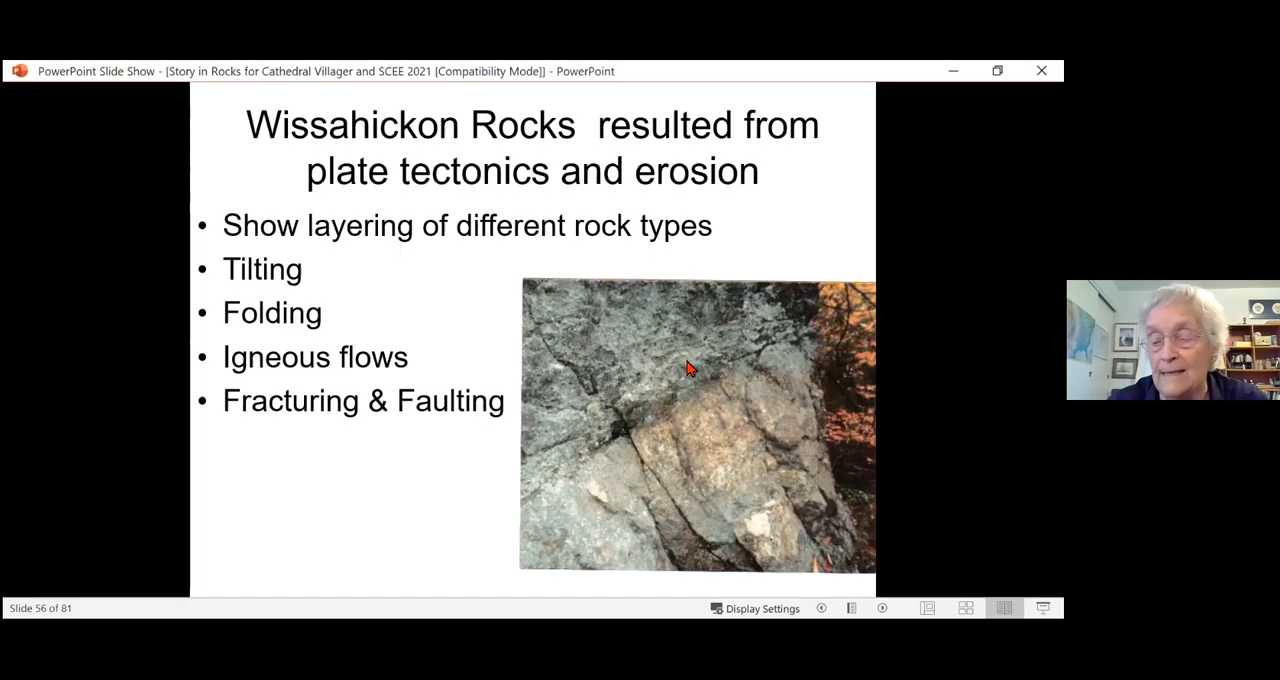 PowerPoint Slide Show - [Story in Rocks for Cathedral Villager and SCEE 2021 [Compatibility Mode]] - PowerPoint
Wissahickon Rocks resulted from
plate tectonics and erosion
• Show layering of different rock types
• Tilting
• Folding
• Igneous flows
• Fracturing & Faulting
Slide 56 of 81
Display Settings